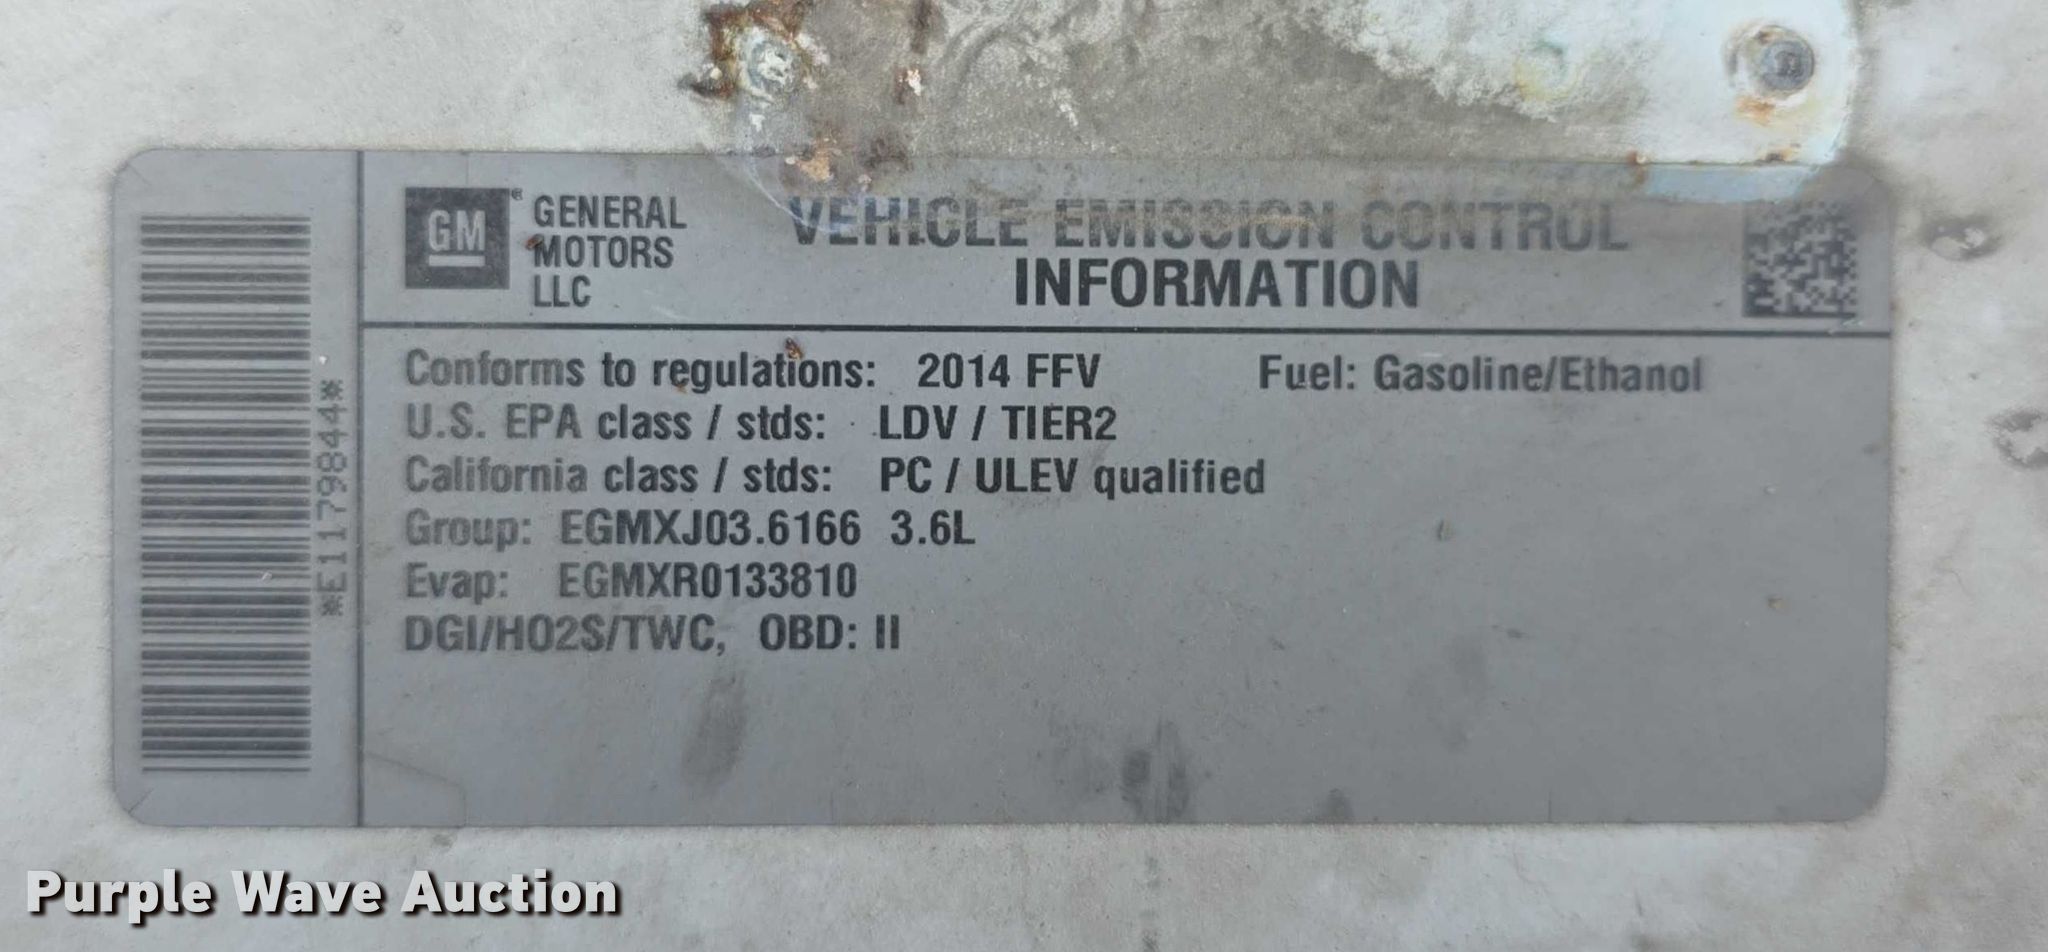 GM®
GENERAL
MOTORS
LLC
VEHICLE EMISSION CONTROL
INFORMATION
Conforms to regulations: 2014 FFV Fuel: Gasoline/Ethanol
U.S. EPA class / stds: LDV / TIER2
California class / stds: PC / ULEV qualified
Group: EGMXJ03.6166 3.6L
Evap: EGMXR0133810
DGI/HO2S/TWC, OBD: II
*E1179844*
Purple Wave Auction